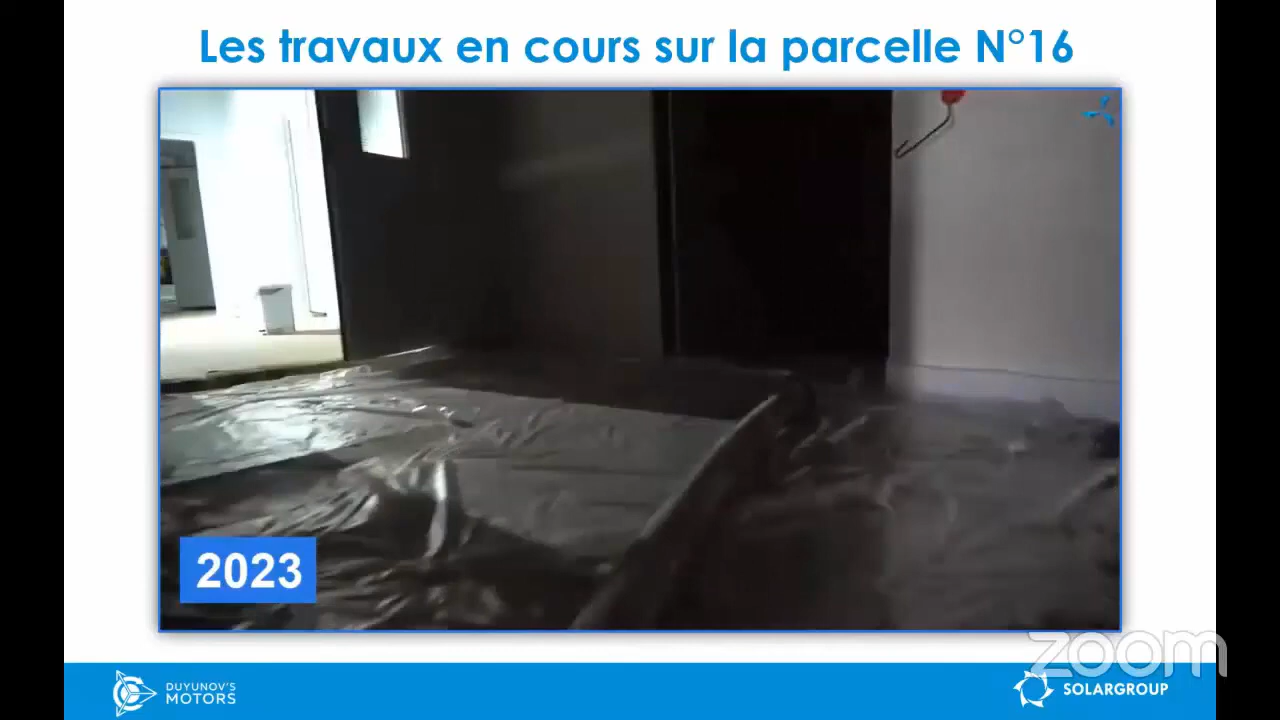 Les travaux en cours sur la parcelle N°16
2023
zoom
DUYUNOV'S
MOTORS
SOLARGROUP